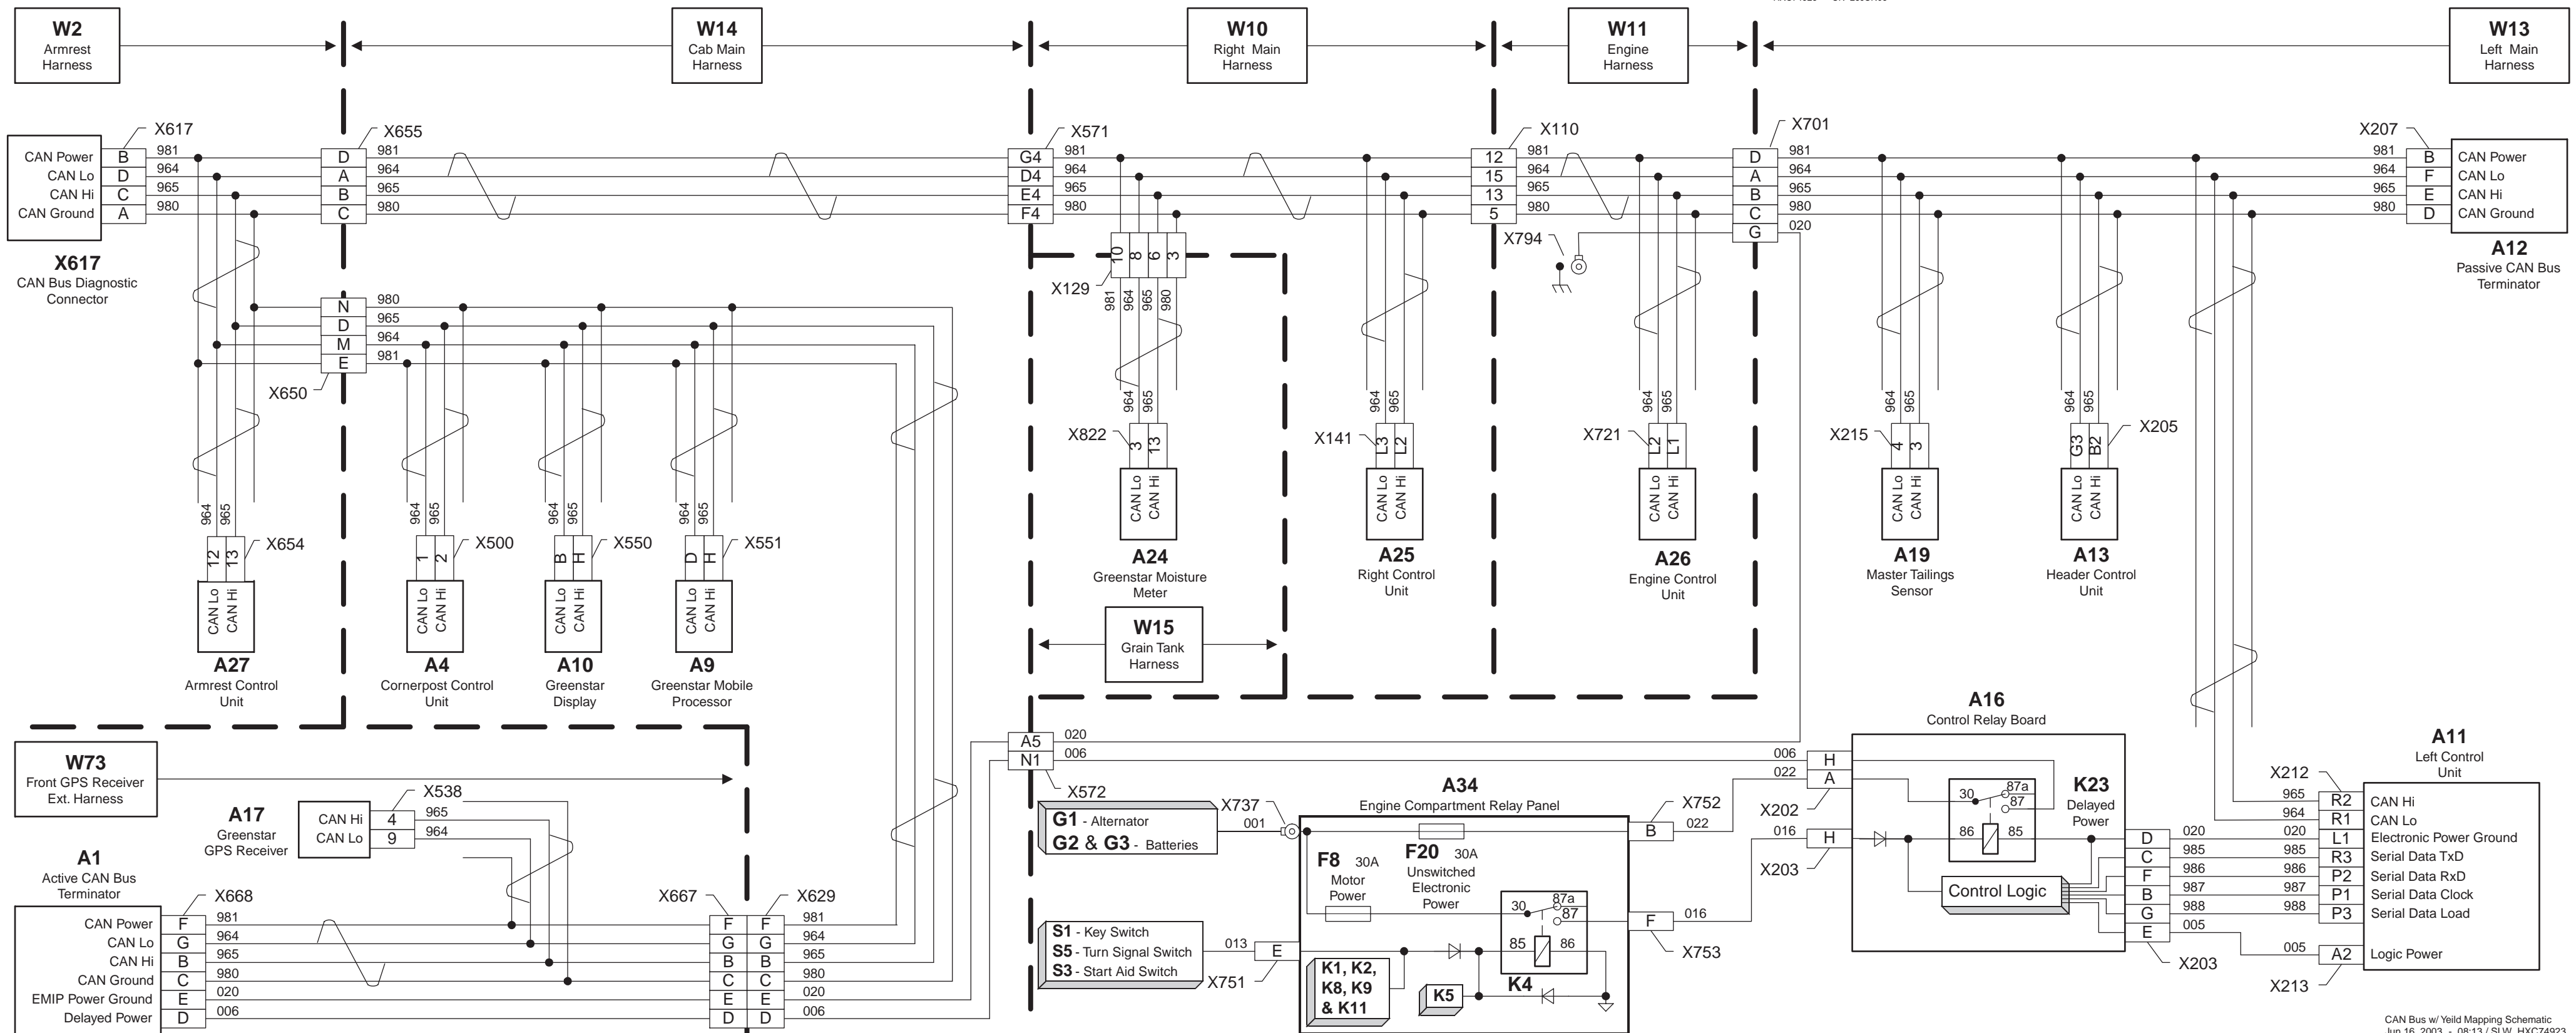 W2
Armrest
Harness
W14
Cab Main
Harness
W10
Right Main
Harness
W11
Engine
Harness
W13
Left Main
Harness
CAN Power B 981
CAN Lo D 964
CAN Hi C 965
CAN Ground A 980
X617
X617
CAN Bus Diagnostic
Connector
X655
D 981
A 964
B 965
C 980
X571
G4 981
D4 964
E4 965
F4 980
X110
12 981
15 964
13 965
5 980
X701
D 981
A 964
B 965
C 980
G 020
X794
X207
981 B CAN Power
964 F CAN Lo
965 E CAN Hi
980 D CAN Ground
A12
Passive CAN Bus
Terminator
N 980
D 965
M 964
E 981
X650
10 8 6 3
X129
981 964 965 980
964 965
X822
3 13
CAN Lo CAN Hi
A24
Greenstar Moisture
Meter
964 965
X141
L3 L2
CAN Lo CAN Hi
A25
Right Control
Unit
964 965
X721
L2 L1
CAN Lo CAN Hi
A26
Engine Control
Unit
964 965
X215
4 3
CAN Lo CAN Hi
A19
Master Tailings
Sensor
964 965
G3 B2
X205
CAN Lo CAN Hi
A13
Header Control
Unit
964 965
12 13
X654
CAN Lo CAN Hi
A27
Armrest Control
Unit
964 965
1 2
X500
CAN Lo CAN Hi
A4
Cornerpost Control
Unit
964 965
B H
X550
CAN Lo CAN Hi
A10
Greenstar
Display
964 965
D H
X551
CAN Lo CAN Hi
A9
Greenstar Mobile
Processor
W15
Grain Tank
Harness
W73
Front GPS Receiver
Ext. Harness
A17
Greenstar
GPS Receiver
X538
CAN Hi 4 965
CAN Lo 9 964
A1
Active CAN Bus
Terminator
X668
CAN Power F 981
CAN Lo G 964
CAN Hi B 965
CAN Ground C 980
EMIP Power Ground E 020
Delayed Power D 006
X667
X629
F F 981
G G 964
B B 965
C C 980
E E 020
D D 006
A5 020
N1 006
X572
G1 - Alternator
G2 & G3 - Batteries
001
X737
A34
Engine Compartment Relay Panel
F8 30A
Motor
Power
F20 30A
Unswitched
Electronic
Power
X752
B 022
S1 - Key Switch
S5 - Turn Signal Switch
S3 - Start Aid Switch
013 E
X751
K1, K2,
K8, K9
& K11
K5
K4
30 87a
87
85 86
F 016
X753
006 H
022 A
X202
016 H
X203
A16
Control Relay Board
K23
Delayed
Power
30 87a
87
86 85
Control Logic
D 020
C 985
F 986
B 987
G 988
E 005
X203
A11
Left Control
Unit
X212
965 R2 CAN Hi
964 R1 CAN Lo
020 L1 Electronic Power Ground
985 R3 Serial Data TxD
986 P2 Serial Data RxD
987 P1 Serial Data Clock
988 P3 Serial Data Load
005 A2 Logic Power
X213
CAN Bus w/ Yeild Mapping Schematic